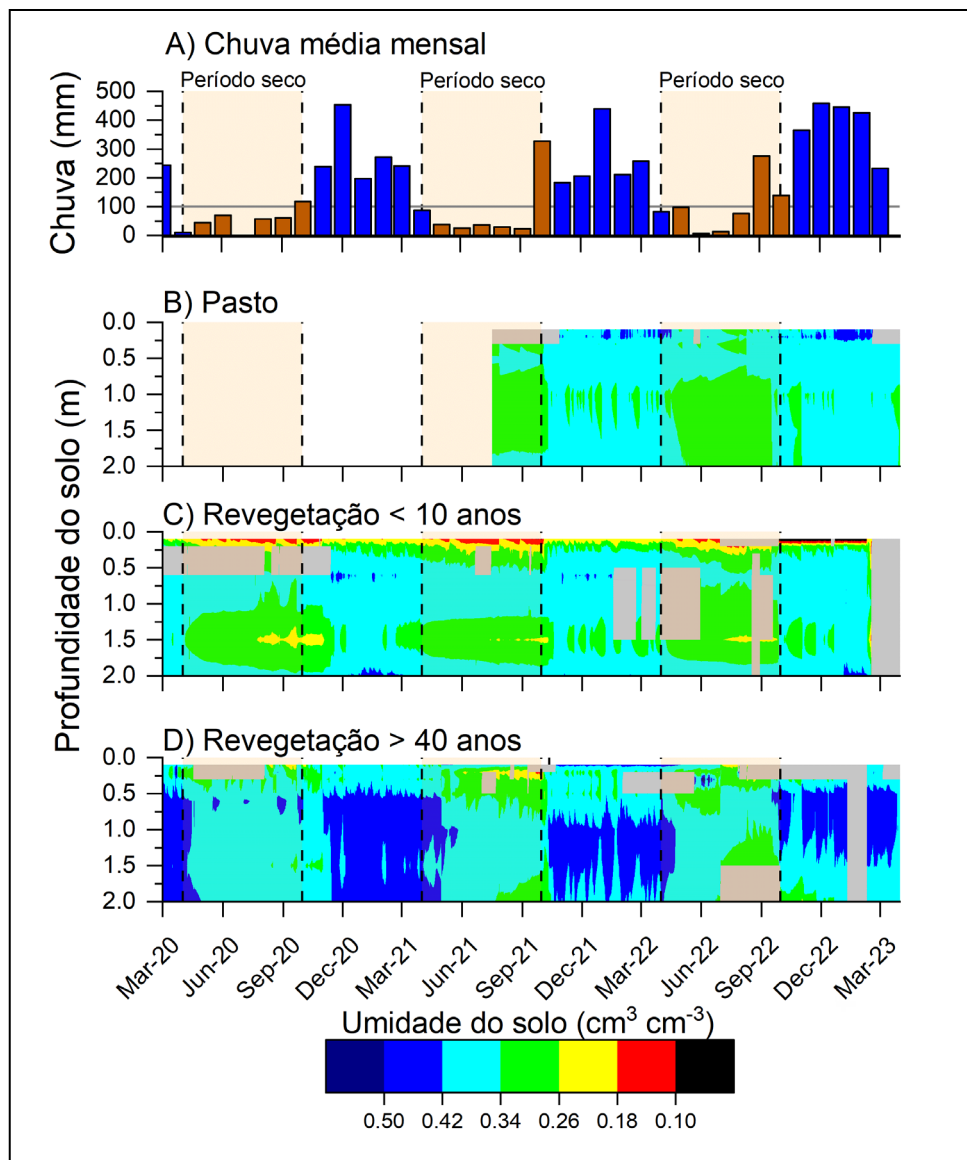 A) Chuva média mensal
Período seco Período seco Período seco
Chuva (mm)
500
400
300
200
100
0
B) Pasto
Profundidade do solo (m)
0.0
0.5
1.0
1.5
2.0
C) Revegetação < 10 anos
0.0
0.5
1.0
1.5
2.0
D) Revegetação > 40 anos
0.0
0.5
1.0
1.5
2.0
Mar-20 Jun-20 Sep-20 Dec-20 Mar-21 Jun-21 Sep-21 Dec-21 Mar-22 Jun-22 Sep-22 Dec-22 Mar-23
Umidade do solo (cm³ cm⁻³)
0.50 0.42 0.34 0.26 0.18 0.10